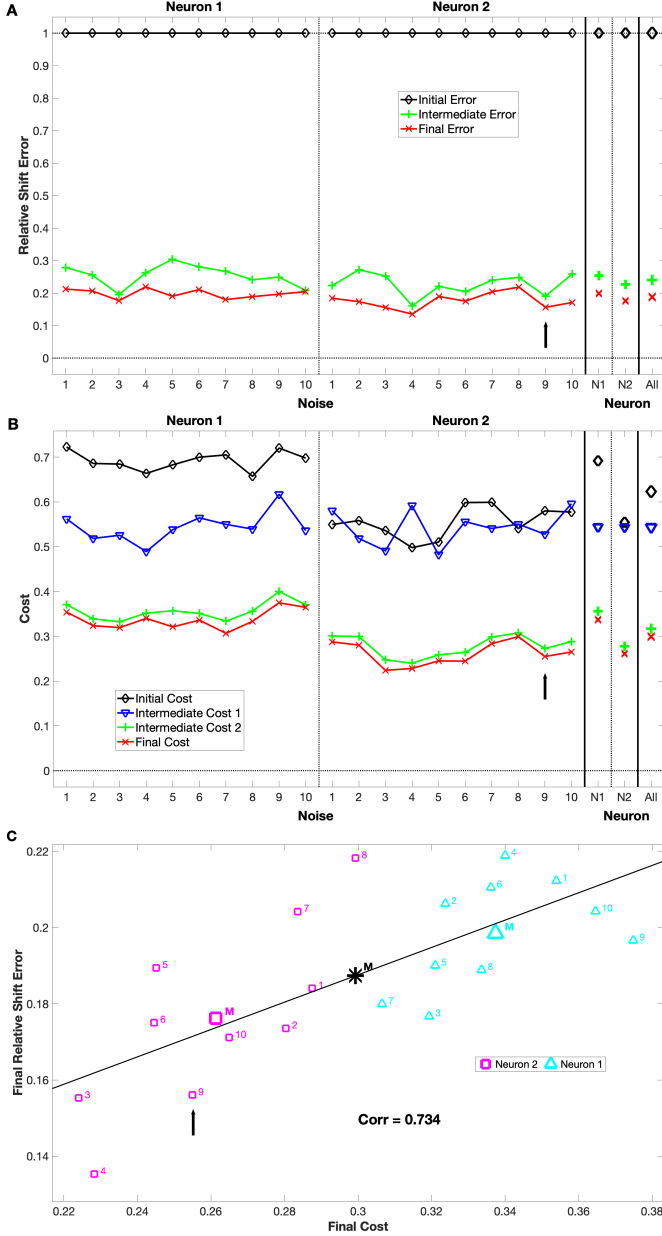 A
Neuron 1
Neuron 2
1
0.9
0.8
0.7
0.6
0.5
0.4
0.3
0.2
0.1
0
Relative Shift Error
Initial Error
Intermediate Error
Final Error
1 2 3 4 5 6 7 8 9 10 1 2 3 4 5 6 7 8 9 10 N1 N2 All
Noise
Neuron
B
Neuron 1
Neuron 2
0.7
0.6
0.5
0.4
0.3
0.2
0.1
0
Cost
Initial Cost
Intermediate Cost 1
Intermediate Cost 2
Final Cost
1 2 3 4 5 6 7 8 9 10 1 2 3 4 5 6 7 8 9 10 N1 N2 All
Noise
Neuron
C
0.22
0.2
0.18
0.16
0.14
Final Relative Shift Error
8
4
6
1
7
2
10
M
9
5
M
5
8
1
7
6
M
3
2
10
3
9
4
Neuron 2
Neuron 1
Corr = 0.734
0.22 0.24 0.26 0.28 0.3 0.32 0.34 0.36 0.38
Final Cost